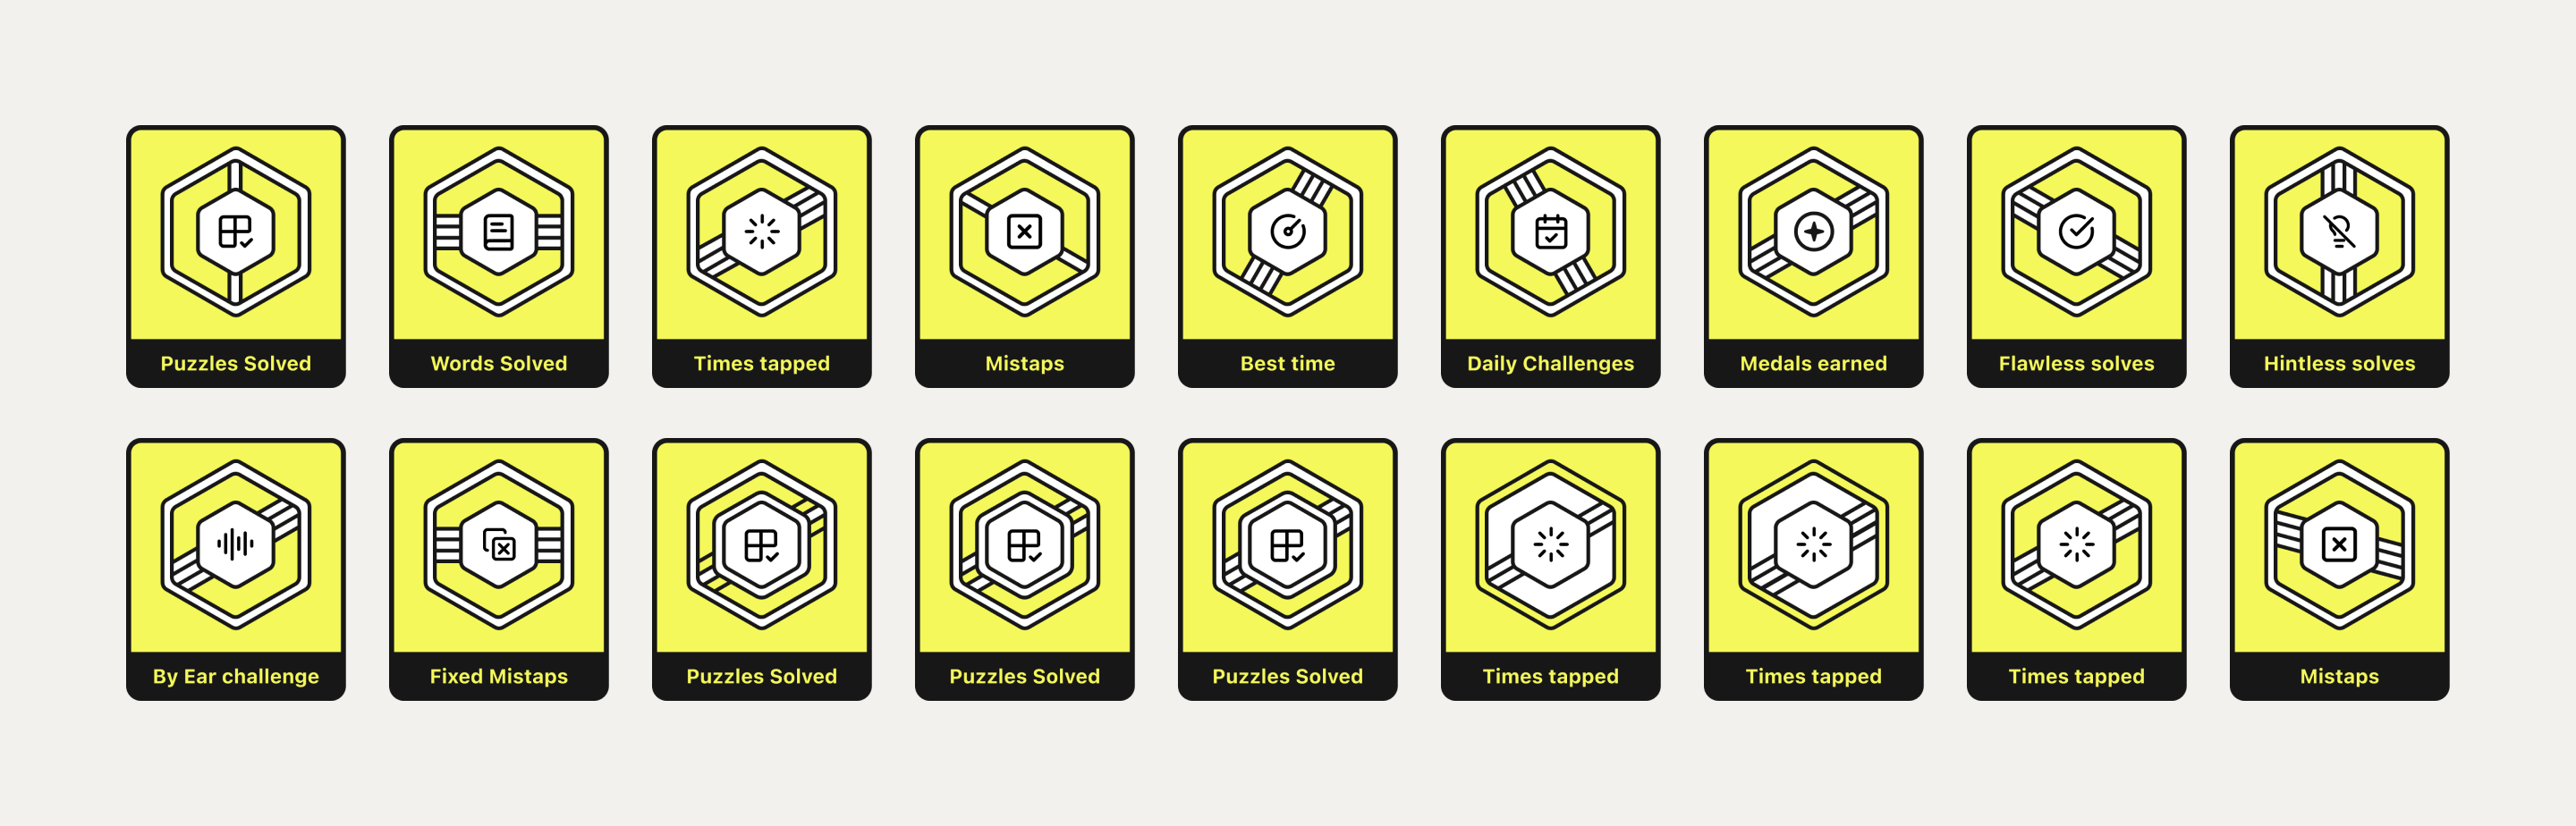 Puzzles Solved
Words Solved
Times tapped
Mistaps
Best time
Daily Challenges
Medals earned
Flawless solves
Hintless solves
By Ear challenge
Fixed Mistaps
Puzzles Solved
Puzzles Solved
Puzzles Solved
Times tapped
Times tapped
Times tapped
Mistaps